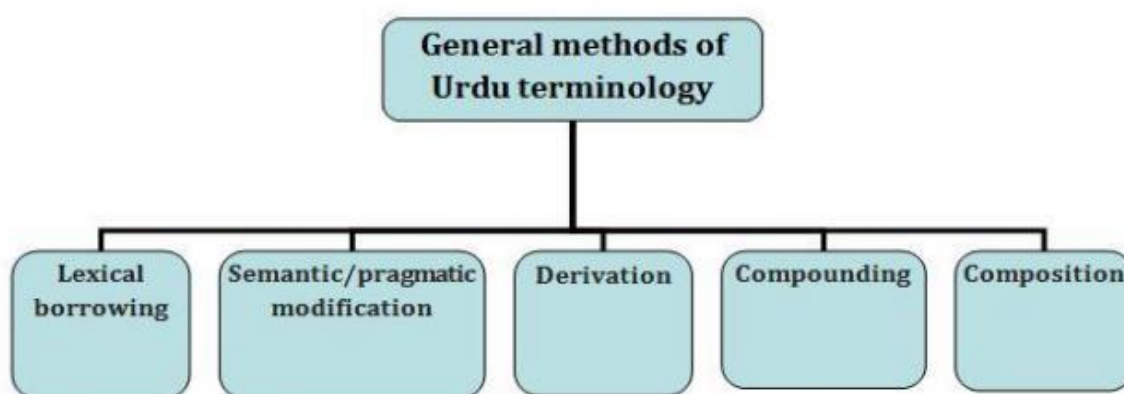 General methods of
Urdu terminology
Lexical
borrowing
Semantic/pragmatic
modification
Derivation
Compounding
Composition